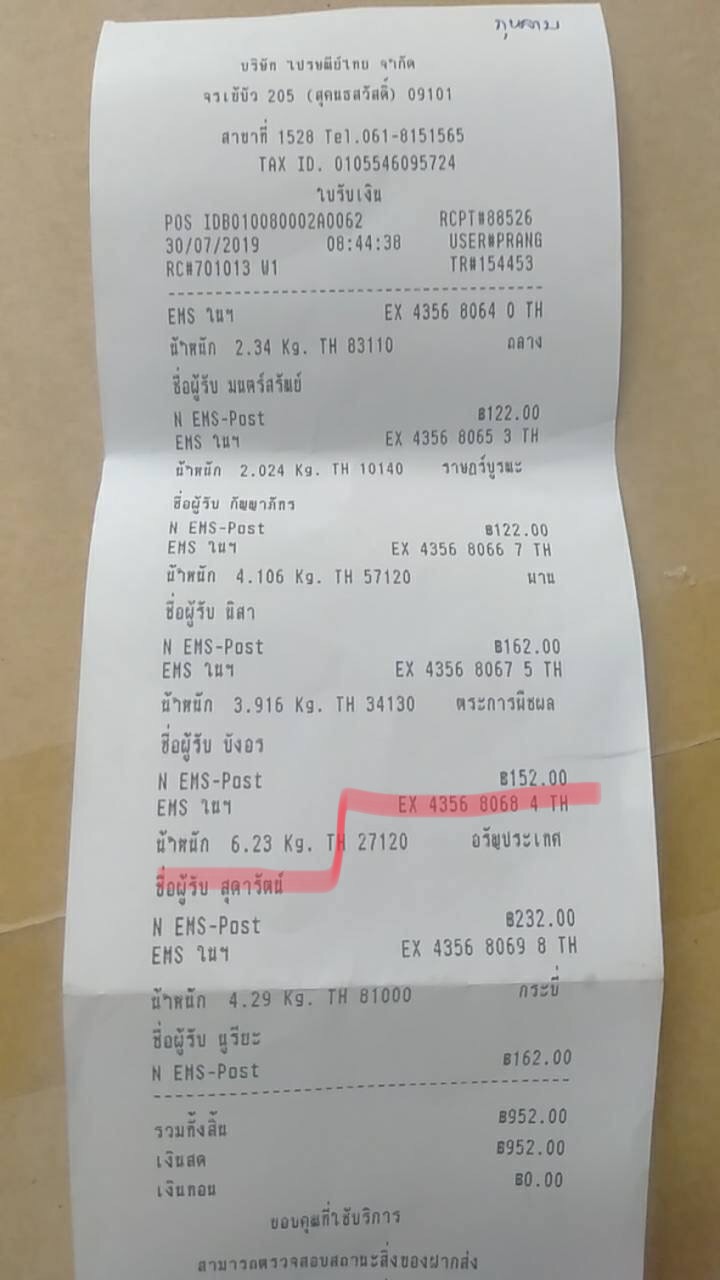 บริษัท ไปรษณีย์ไทย จำกัด
จรเข้บัว 205 (สุคนธสวัสดิ์) 09101
สาขาที่ 1528 Tel.061-8151565
TAX ID. 0105546095724
ใบรับเงิน
POS IDB010080002A0062 RCPT#88526
30/07/2019 08:44:38 USER#PRANG
RC#701013 W1 TR#154453
EMS ในฯ EX 4356 8064 0 TH
น้ำหนัก 2.34 Kg. TH 83110 ถลาง
ชื่อผู้รับ มนตร์สรัพย์
N EMS-Post ฿122.00
EMS ในฯ EX 4356 8065 3 TH
น้ำหนัก 2.024 Kg. TH 10140 ราษฎร์บูรณะ
ชื่อผู้รับ กัญญาภัทร
N EMS-Post ฿122.00
EMS ในฯ EX 4356 8066 7 TH
น้ำหนัก 4.106 Kg. TH 57120 พาน
ชื่อผู้รับ นิสา
N EMS-Post ฿162.00
EMS ในฯ EX 4356 8067 5 TH
น้ำหนัก 3.916 Kg. TH 34130 ตระการพืชผล
ชื่อผู้รับ บังอร
N EMS-Post ฿152.00
EMS ในฯ EX 4356 8068 4 TH
น้ำหนัก 6.23 Kg. TH 27120 อรัญประเทศ
ชื่อผู้รับ สุดารัตน์
N EMS-Post ฿232.00
EMS ในฯ EX 4356 8069 8 TH
น้ำหนัก 4.29 Kg. TH 81000 กระบี่
ชื่อผู้รับ นูรียะ
N EMS-Post ฿162.00
รวมทั้งสิ้น ฿952.00
เงินสด ฿952.00
เงินทอน ฿0.00
ขอบคุณที่ใช้บริการ
สามารถตรวจสอบสถานะสิ่งของฝากส่ง